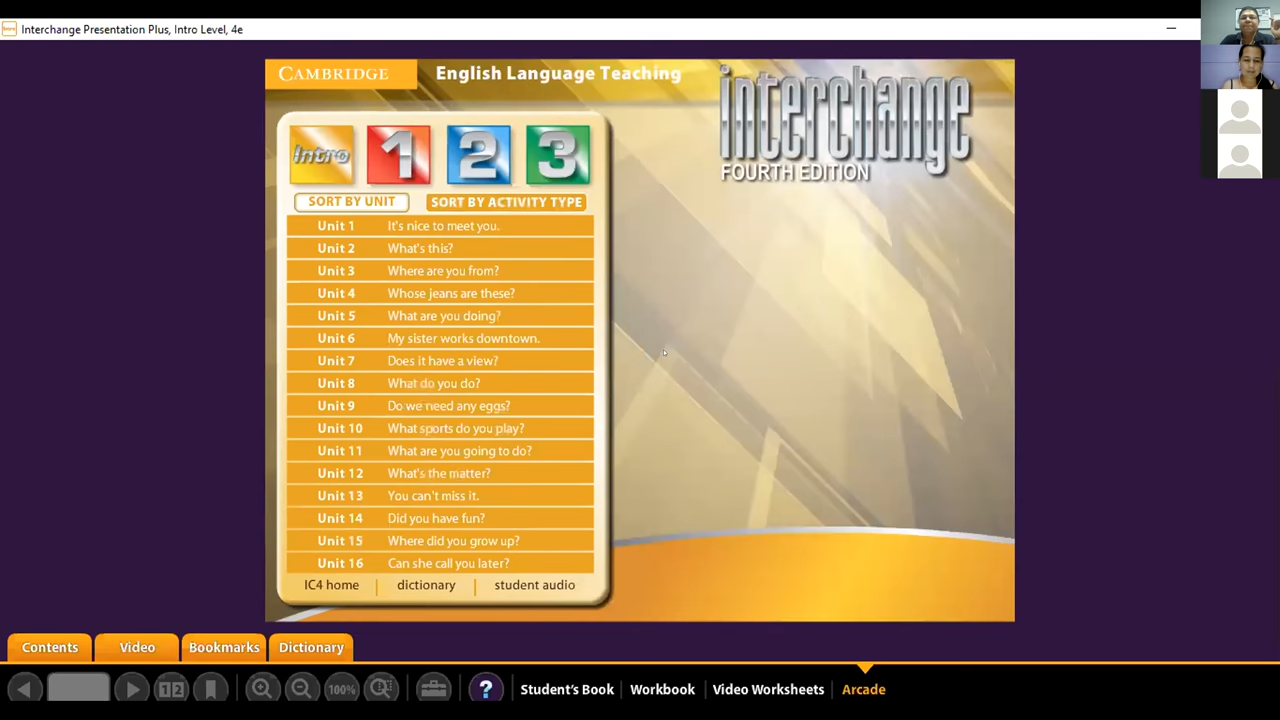 Interchange Presentation Plus, Intro Level, 4e
CAMBRIDGE English Language Teaching
interchange
FOURTH EDITION
Intro 1 2 3
SORT BY UNIT SORT BY ACTIVITY TYPE
Unit 1 It's nice to meet you.
Unit 2 What's this?
Unit 3 Where are you from?
Unit 4 Whose jeans are these?
Unit 5 What are you doing?
Unit 6 My sister works downtown.
Unit 7 Does it have a view?
Unit 8 What do you do?
Unit 9 Do we need any eggs?
Unit 10 What sports do you play?
Unit 11 What are you going to do?
Unit 12 What's the matter?
Unit 13 You can't miss it.
Unit 14 Did you have fun?
Unit 15 Where did you grow up?
Unit 16 Can she call you later?
IC4 home | dictionary | student audio
Contents Video Bookmarks Dictionary
12 100% ? Student's Book Workbook Video Worksheets Arcade